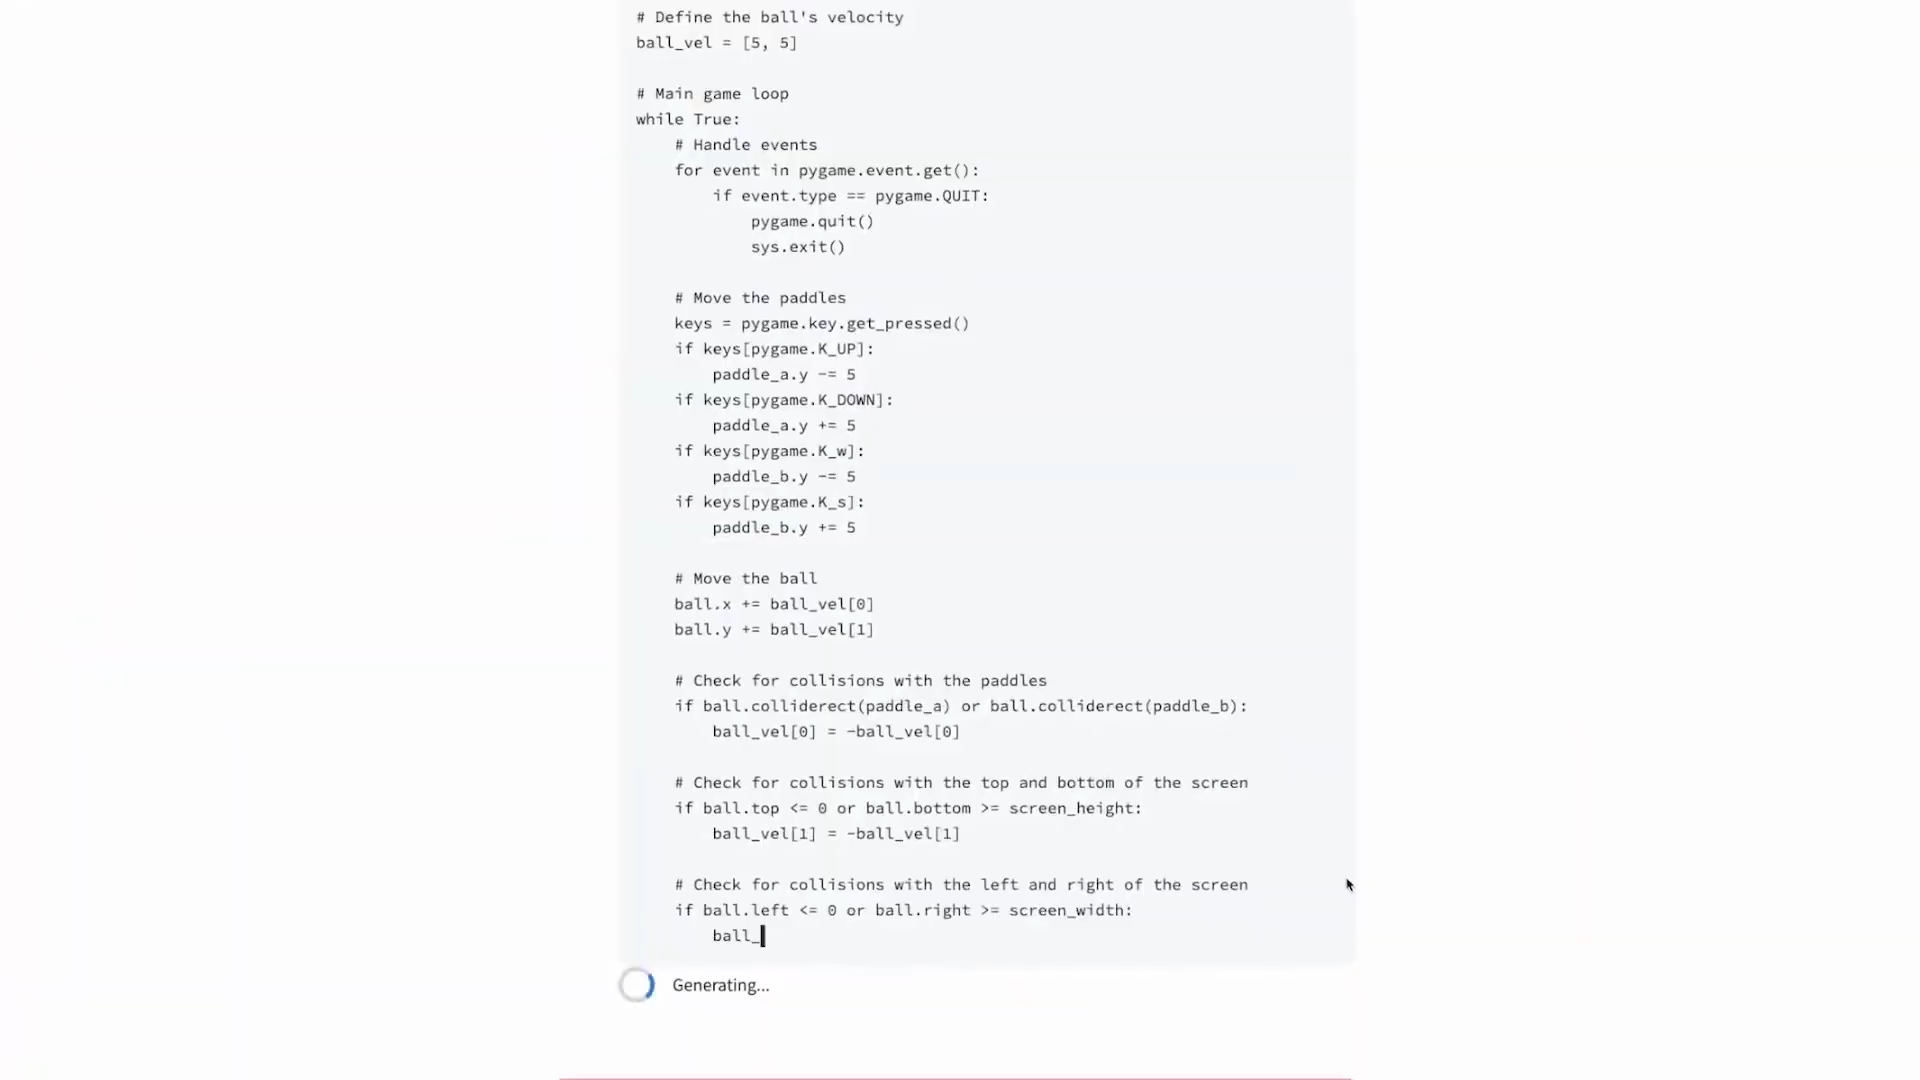 # Define the ball's velocity
ball_vel = [5, 5]
# Main game loop
while True:
    # Handle events
    for event in pygame.event.get():
        if event.type == pygame.QUIT:
            pygame.quit()
            sys.exit()
    # Move the paddles
    keys = pygame.key.get_pressed()
    if keys[pygame.K_UP]:
        paddle_a.y -= 5
    if keys[pygame.K_DOWN]:
        paddle_a.y += 5
    if keys[pygame.K_w]:
        paddle_b.y -= 5
    if keys[pygame.K_s]:
        paddle_b.y += 5
    # Move the ball
    ball.x += ball_vel[0]
    ball.y += ball_vel[1]
    # Check for collisions with the paddles
    if ball.colliderect(paddle_a) or ball.colliderect(paddle_b):
        ball_vel[0] = -ball_vel[0]
    # Check for collisions with the top and bottom of the screen
    if ball.top <= 0 or ball.bottom >= screen_height:
        ball_vel[1] = -ball_vel[1]
    # Check for collisions with the left and right of the screen
    if ball.left <= 0 or ball.right >= screen_width:
        ball_
Generating...